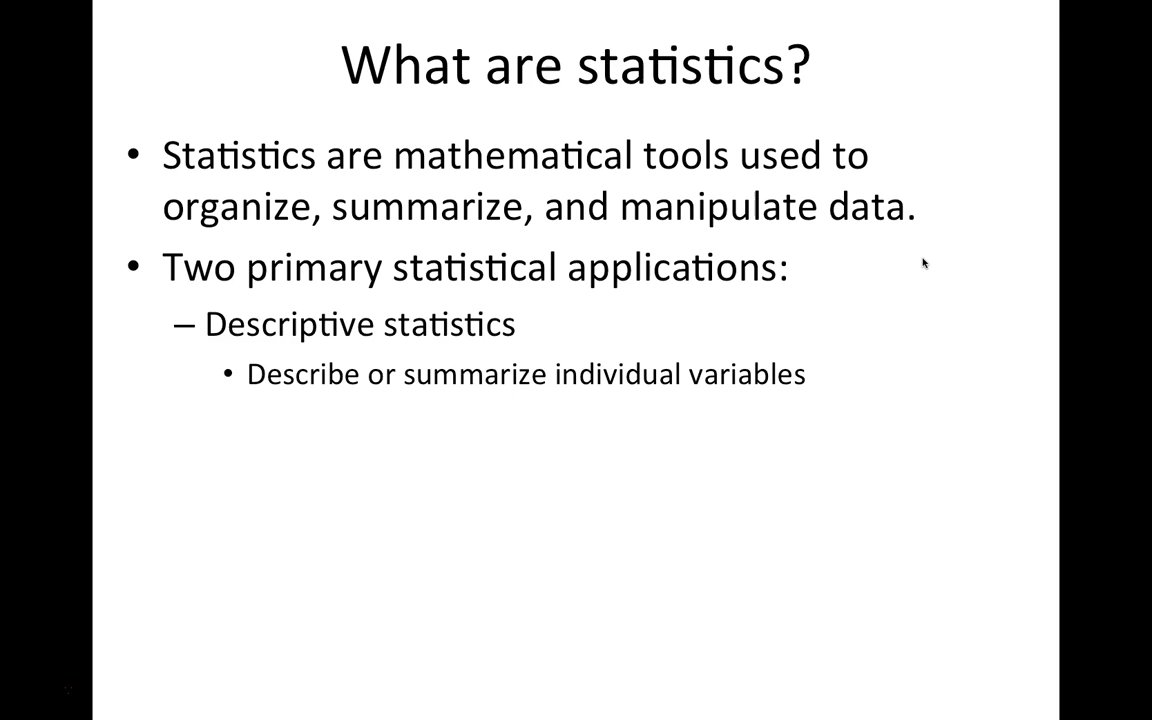 What are statistics?
• Statistics are mathematical tools used to
organize, summarize, and manipulate data.
• Two primary statistical applications:
– Descriptive statistics
• Describe or summarize individual variables